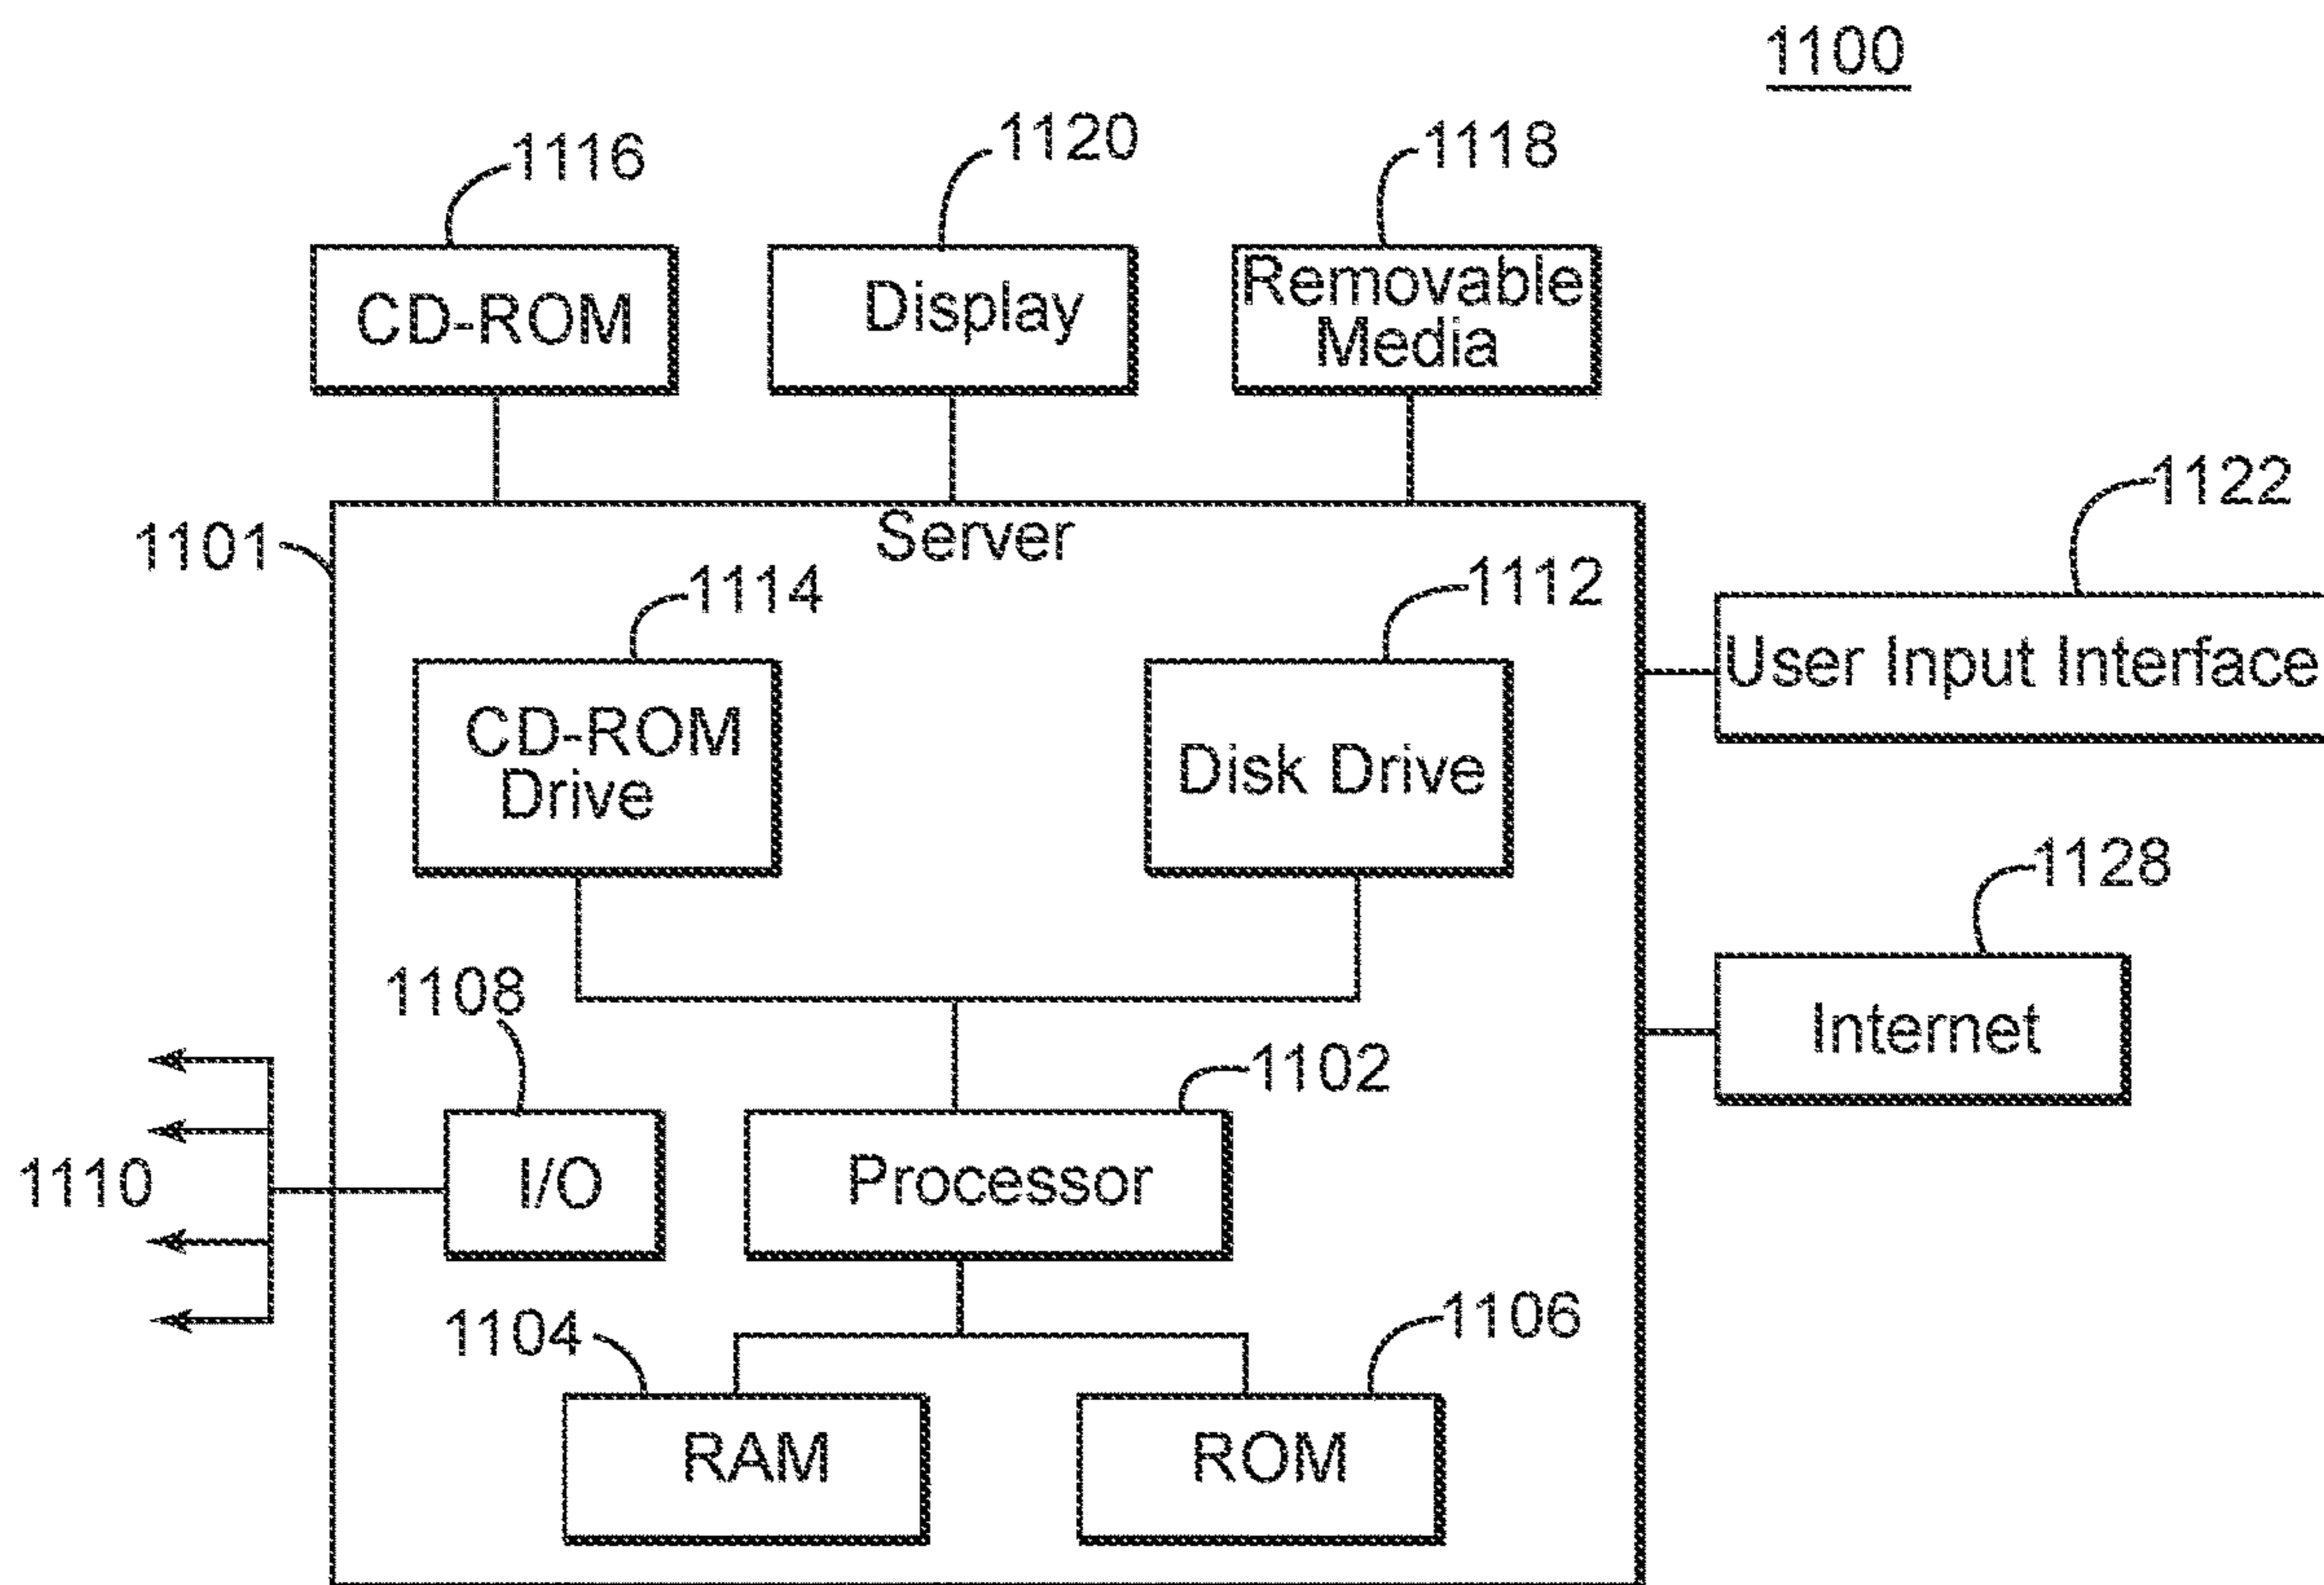 1100
1116
1120
1118
CD-ROM
Display
Removable
Media
1122
1101
Server
1114
1112
User Input Interface
CD-ROM
Drive
Disk Drive
1128
1108
Internet
1102
1110
I/O
Processor
1104
1106
RAM
ROM